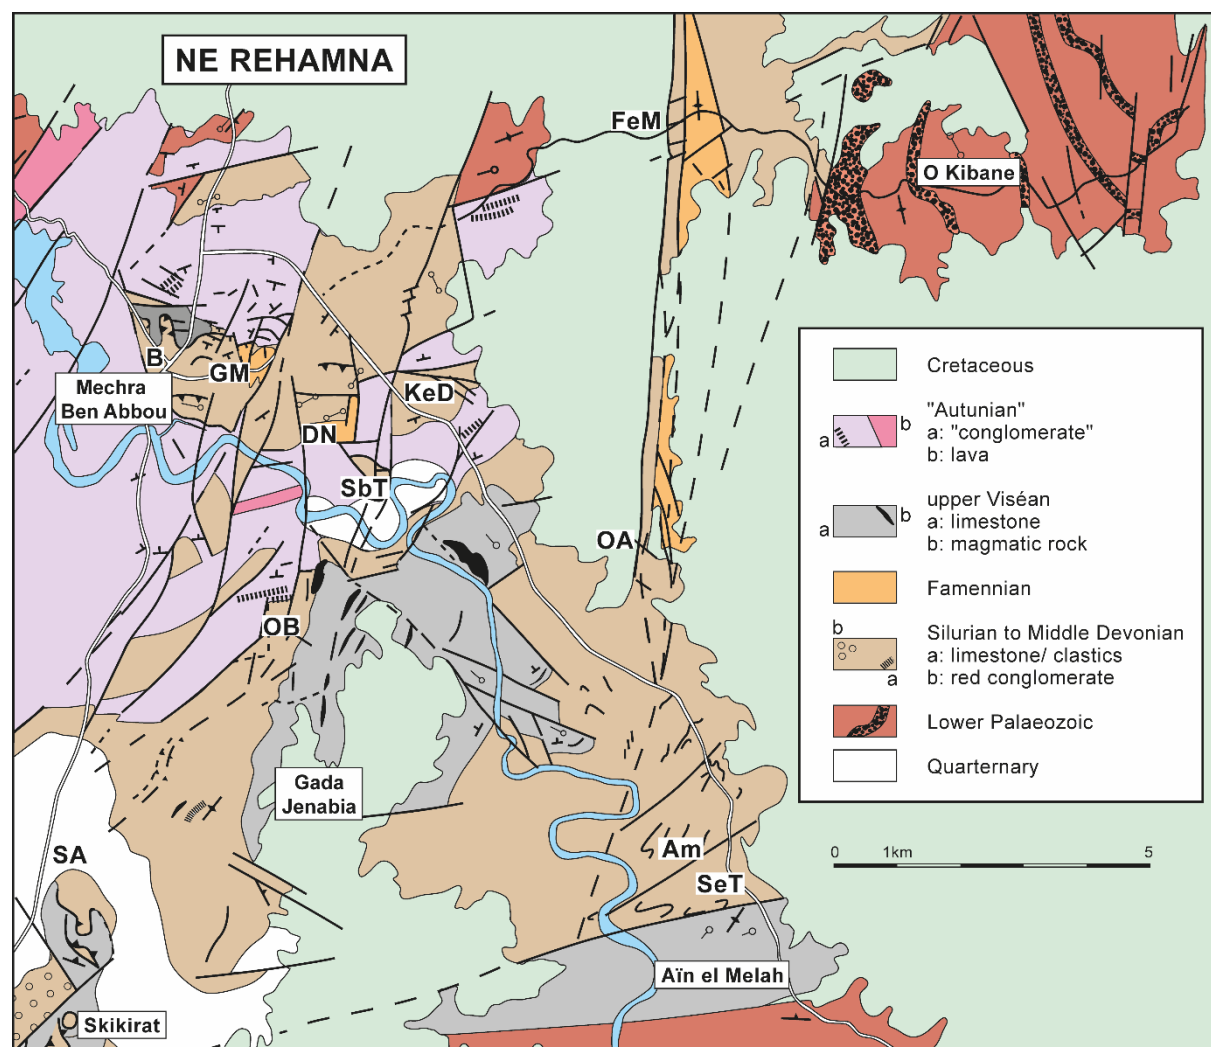 NE REHAMNA
FeM
O Kibane
B
GM
Mechra
Ben Abbou
KeD
DN
SbT
OA
OB
Gada
Jenabia
SA
Am
SeT
Aïn el Melah
Skikirat
Cretaceous
a
b
"Autunian"
a: "conglomerate"
b: lava
a
b
upper Viséan
a: limestone
b: magmatic rock
Famennian
b
a
Silurian to Middle Devonian
a: limestone/ clastics
b: red conglomerate
Lower Palaeozoic
Quarternary
0 1km 5